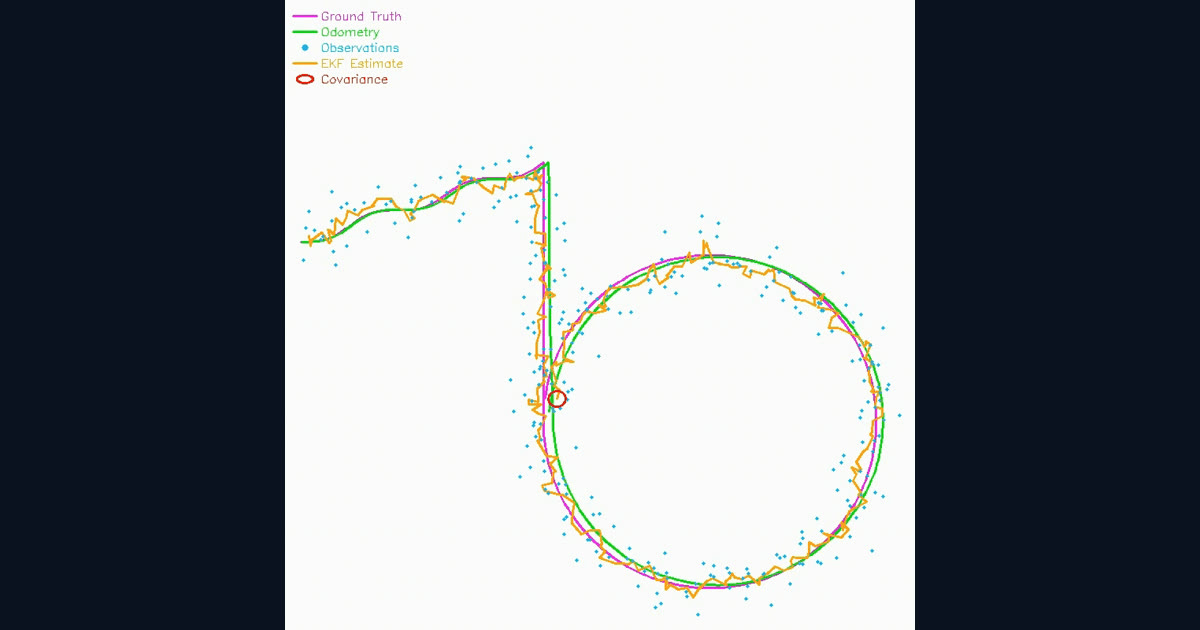 Ground Truth
Odometry
Observations
EKF Estimate
Covariance